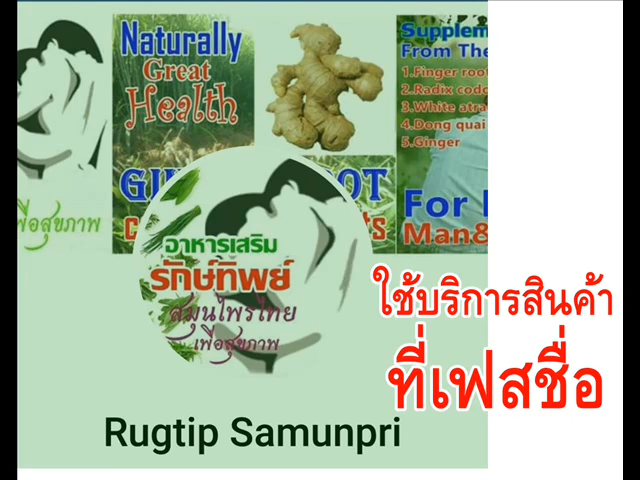 Naturally
Great
Health
Supplem
From The
1.Finger root
2.Radix codo
3.White atra
4.Dong quai
5.Ginger
For
Man&
พื่อสุขภาพ
อาหารเสริม
รักษ์ทิพย์
สมุนไพรไทย
เพื่อสุขภาพ
ใช้บริการสินค้า
ที่เฟสชื่อ
Rugtip Samunpri